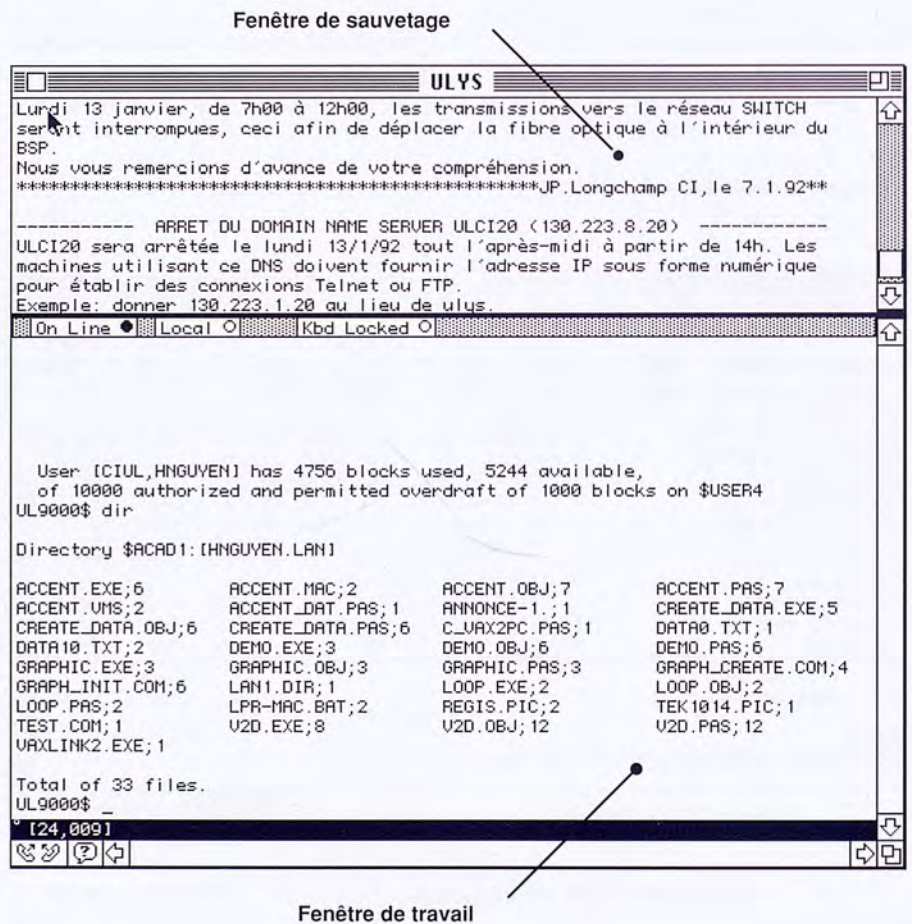 Fenêtre de sauvetage
ULYS
Lundi 13 janvier, de 7h00 à 12h00, les transmissions vers le réseau SWITCH
seront interrompues, ceci afin de déplacer la fibre optique à l'intérieur du
BSP.
Nous vous remercions d'avance de votre compréhension.
*************************************************JP.Longchamp CI,le 7.1.92**
------------ ARRET DU DOMAIN NAME SERVER ULCI20 (130.223.8.20) ------------
ULCI20 sera arrêtée le lundi 13/1/92 tout l'après-midi à partir de 14h. Les
machines utilisant ce DNS doivent fournir l'adresse IP sous forme numérique
pour établir des connexions Telnet ou FTP.
Exemple: donner 130.223.1.20 au lieu de ulys.
On Line Local Kbd Locked
User [CIUL,HNGUYEN] has 4756 blocks used, 5244 available,
of 10000 authorized and permitted overdraft of 1000 blocks on $USER4
UL9000$ dir
Directory $ACAD1:[HNGUYEN.LAN]
ACCENT.EXE;6 ACCENT.MAC;2 ACCENT.OBJ;7 ACCENT.PAS;7
ACCENT.VMS;2 ACCENT_DAT.PAS;1 ANNONCE-1.;1 CREATE_DATA.EXE;5
CREATE_DATA.OBJ;6 CREATE_DATA.PAS;6 C_VAX2PC.PAS;1 DATA0.TXT;1
DATA10.TXT;2 DEMO.EXE;3 DEMO.OBJ;6 DEMO.PAS;6
GRAPHIC.EXE;3 GRAPHIC.OBJ;3 GRAPHIC.PAS;3 GRAPH_CREATE.COM;4
GRAPH_INIT.COM;6 LAN1.DIR;1 LOOP.EXE;2 LOOP.OBJ;2
LOOP.PAS;2 LPR-MAC.BAT;2 REGIS.PIC;2 TEK1014.PIC;1
TEST.COM;1 V2D.EXE;8 V2D.OBJ;12 V2D.PAS;12
VAXLINK2.EXE;1
Total of 33 files.
UL9000$ _
[24,009]
Fenêtre de travail